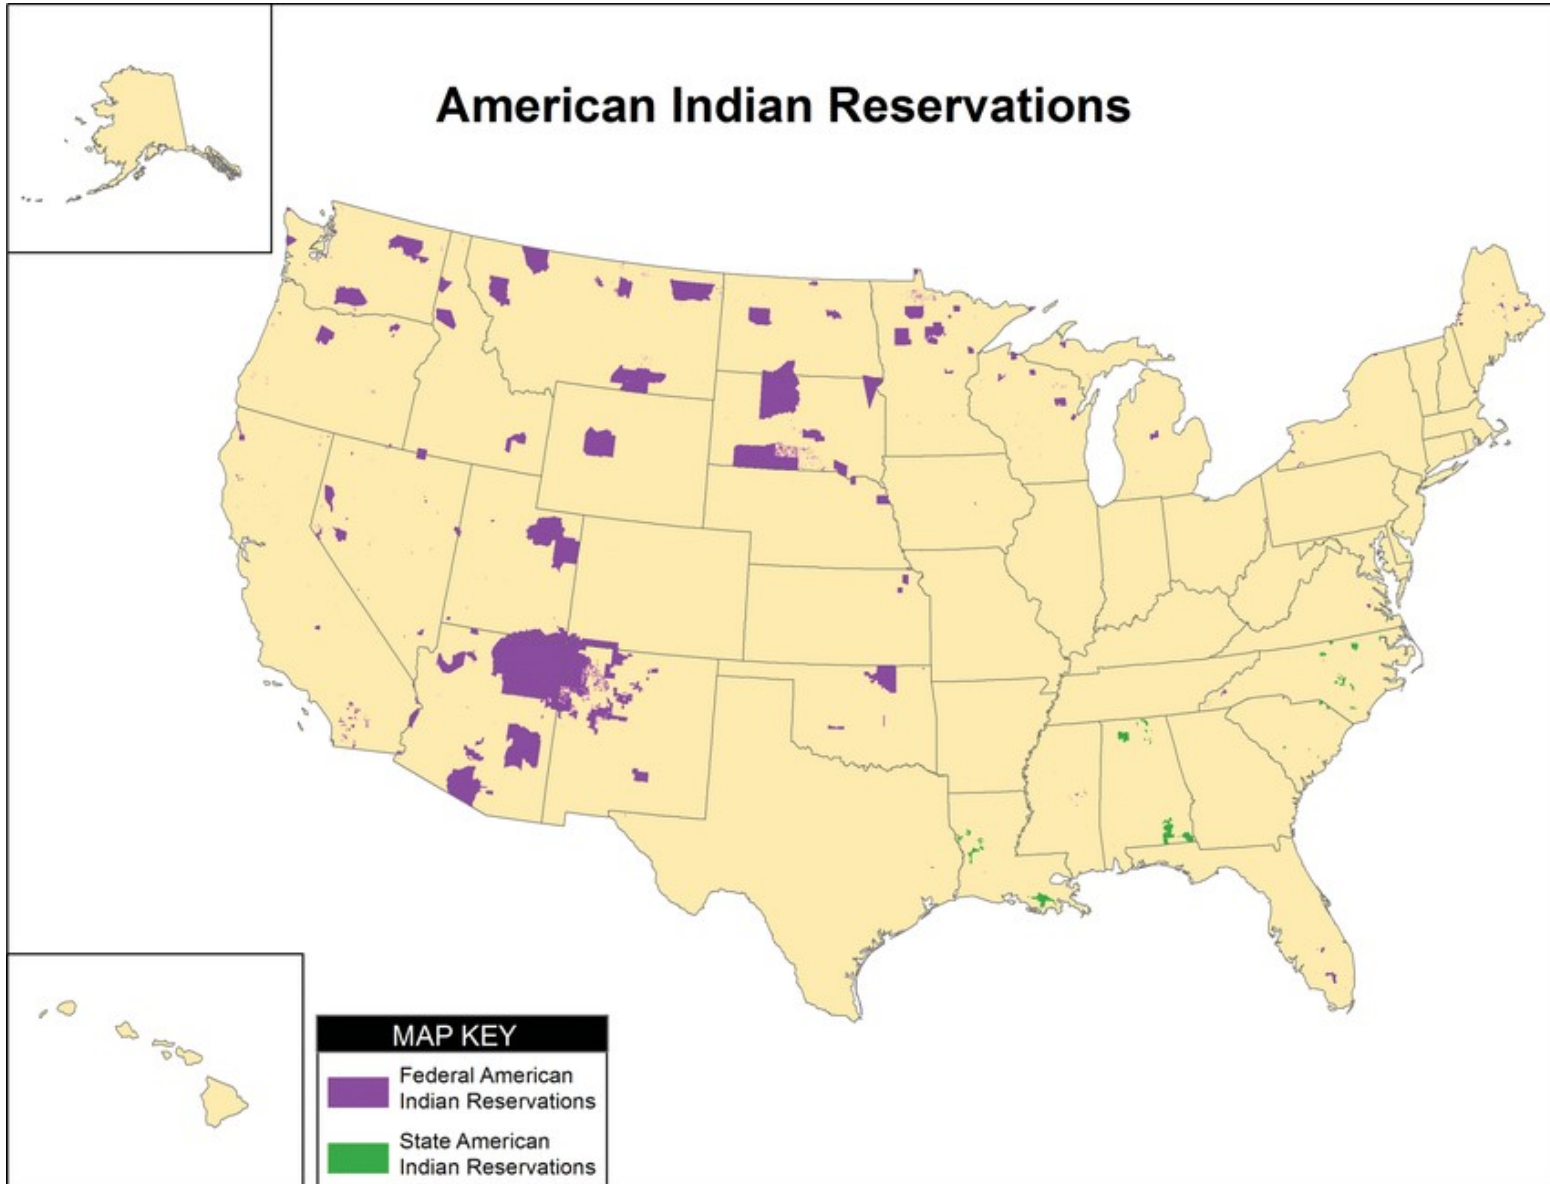 American Indian Reservations
MAP KEY
Federal American
Indian Reservations
State American
Indian Reservations